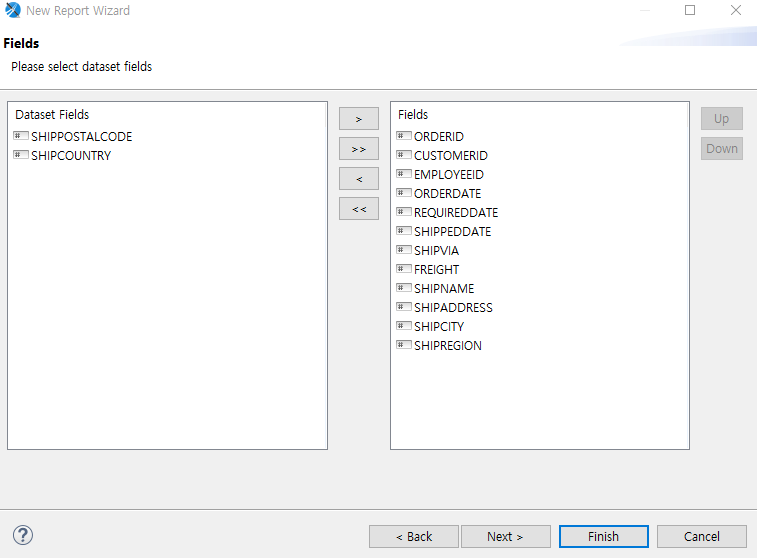 New Report Wizard
Fields
Please select dataset fields
Dataset Fields
SHIPPOSTALCODE
SHIPCOUNTRY
>
>>
<
<<
Fields
ORDERID
CUSTOMERID
EMPLOYEEID
ORDERDATE
REQUIREDDATE
SHIPPEDDATE
SHIPVIA
FREIGHT
SHIPNAME
SHIPADDRESS
SHIPCITY
SHIPREGION
Up
Down
?
< Back
Next >
Finish
Cancel